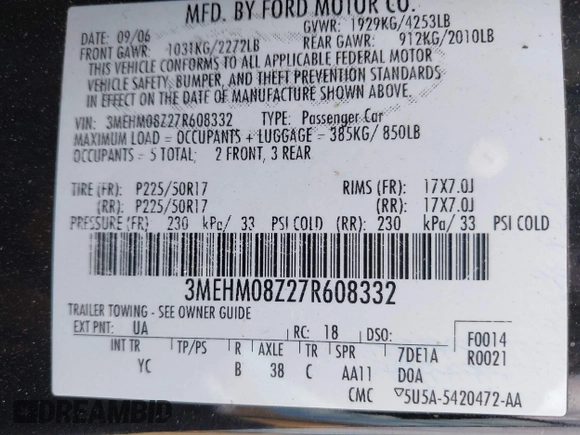 MFD. BY FORD MOTOR CO.
DATE: 09/06 GVWR: 1929KG/4253LB
FRONT GAWR: 1031KG/2272LB REAR GAWR: 912KG/2010LB
THIS VEHICLE CONFORMS TO ALL APPLICABLE FEDERAL MOTOR
VEHICLE SAFETY, BUMPER, AND THEFT PREVENTION STANDARDS
IN EFFECT ON THE DATE OF MANUFACTURE SHOWN ABOVE.
VIN: 3MEHM08Z27R608332 TYPE: Passenger Car
MAXIMUM LOAD = OCCUPANTS + LUGGAGE = 385KG/ 850LB
OCCUPANTS = 5 TOTAL; 2 FRONT, 3 REAR
TIRE (FR): P225/50R17 RIMS (FR): 17X7.0J
(RR): P225/50R17 (RR): 17X7.0J
PRESSURE (FR) 230 kPa/ 33 PSI COLD (RR): 230 kPa/ 33 PSI COLD
3MEHM08Z27R608332
TRAILER TOWING - SEE OWNER GUIDE
EXT PNT: UA RC: 18 DSO: F0014
INT TR TP/PS R AXLE TR SPR 7DE1A R0021
YC B 38 C AA11 D0A
CMC 5U5A-5420472-AA
DREAMBID